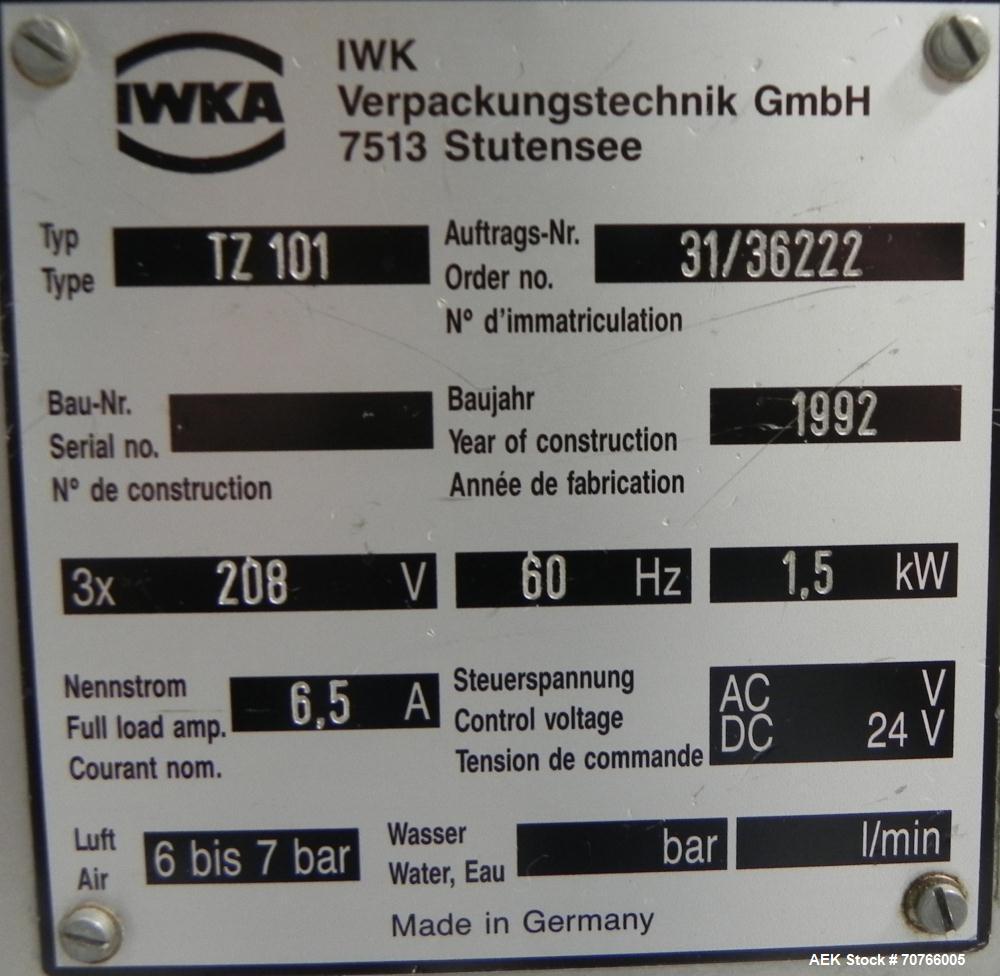 IWKA
IWK
Verpackungstechnik GmbH
7513 Stutensee
Typ
Type
TZ 101
Auftrags-Nr.
Order no.
N° d'immatriculation
31/36222
Bau-Nr.
Serial no.
N° de construction
Baujahr
Year of construction
Année de fabrication
1992
3x 208 V
60 Hz
1,5 kW
Nennstrom
Full load amp.
Courant nom.
6,5 A
Steuerspannung
Control voltage
Tension de commande
AC V
DC 24 V
Luft
Air
6 bis 7 bar
Wasser
Water, Eau
bar
l/min
Made in Germany
AEK Stock # 70766005